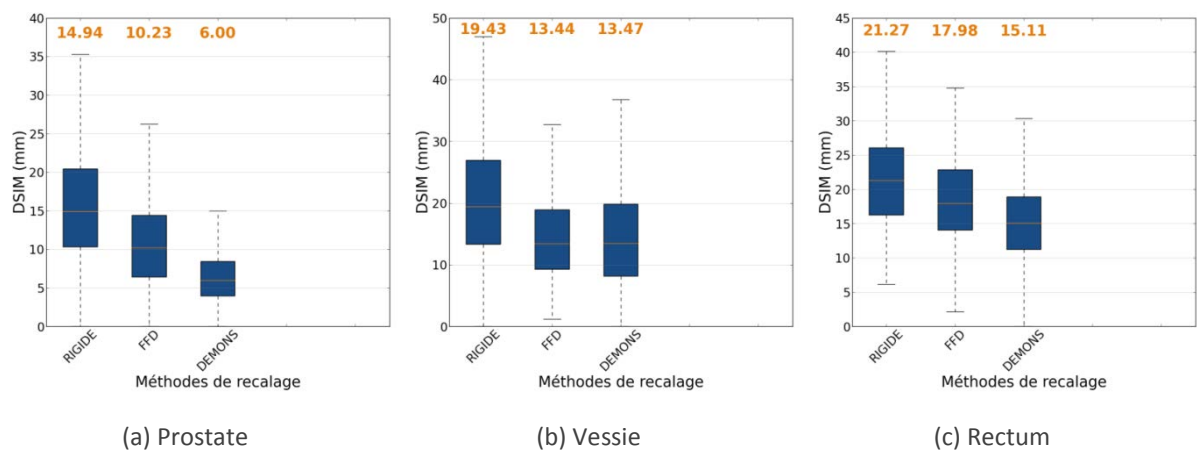 14.94 10.23 6.00
40
35
30
25
20
15
10
5
0
DSIM (mm)
RIGIDE
FFD
DEMONS
Méthodes de recalage
(a) Prostate
19.43 13.44 13.47
50
40
30
20
10
0
DSIM (mm)
RIGIDE
FFD
DEMONS
Méthodes de recalage
(b) Vessie
21.27 17.98 15.11
45
40
35
30
25
20
15
10
5
0
DSIM (mm)
RIGIDE
FFD
DEMONS
Méthodes de recalage
(c) Rectum